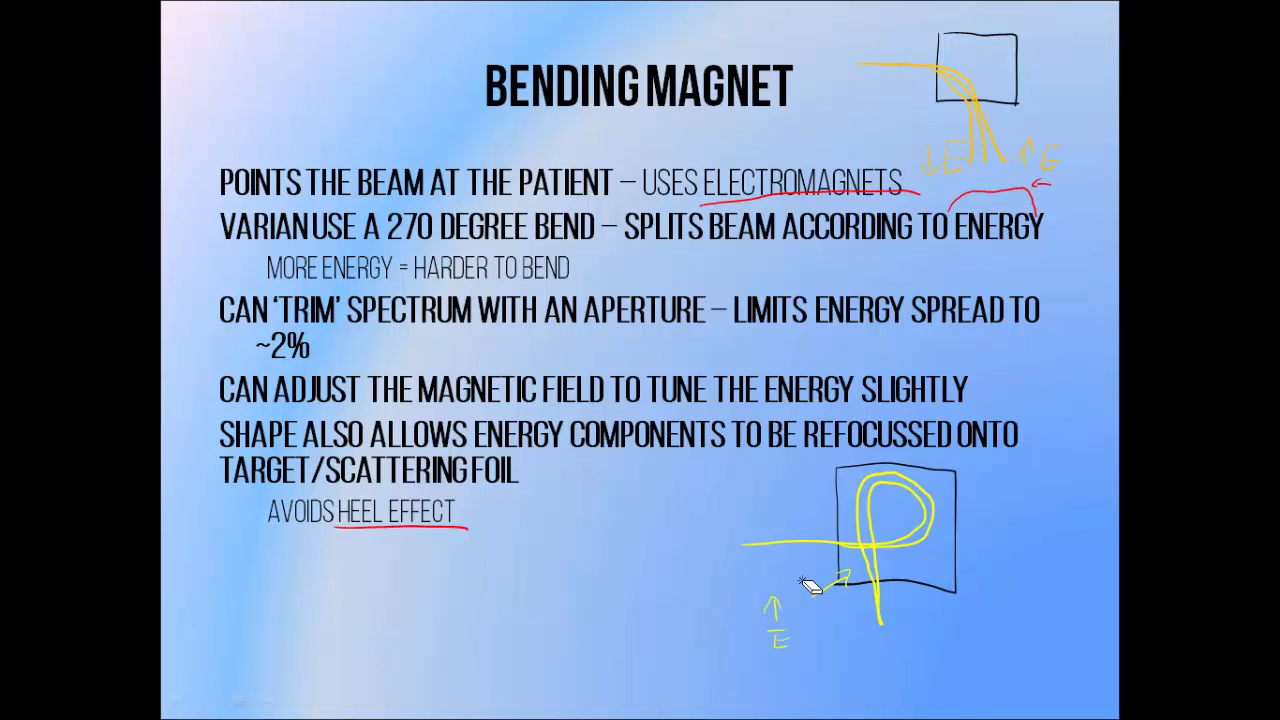 BENDING MAGNET
↓E ↑E
POINTS THE BEAM AT THE PATIENT – USES ELECTROMAGNETS
VARIAN USE A 270 DEGREE BEND – SPLITS BEAM ACCORDING TO ENERGY
MORE ENERGY = HARDER TO BEND
CAN ‘TRIM’ SPECTRUM WITH AN APERTURE – LIMITS ENERGY SPREAD TO
~2%
CAN ADJUST THE MAGNETIC FIELD TO TUNE THE ENERGY SLIGHTLY
SHAPE ALSO ALLOWS ENERGY COMPONENTS TO BE REFOCUSSED ONTO
TARGET/SCATTERING FOIL
AVOIDS HEEL EFFECT
↑
E